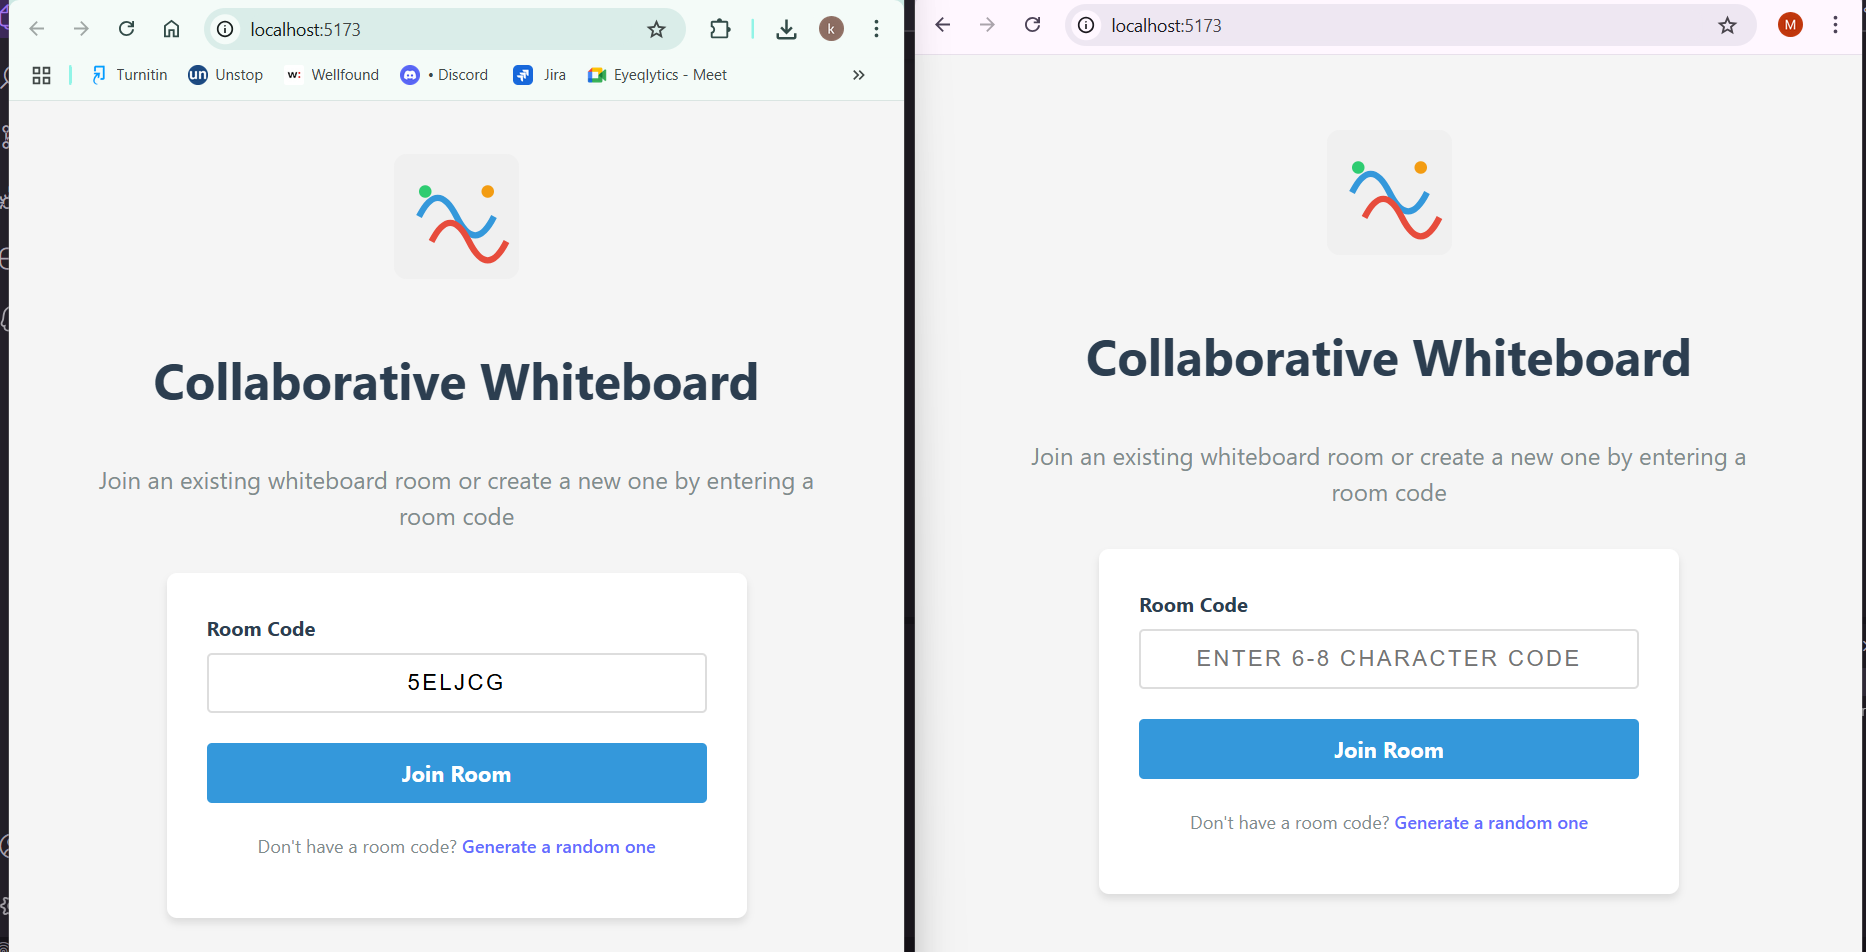 localhost:5173
k
Turnitin
un Unstop
w: Wellfound
• Discord
Jira
Eyeqlytics - Meet
»
Collaborative Whiteboard
Join an existing whiteboard room or create a new one by entering a
room code
Room Code
5ELJCG
Join Room
Don't have a room code? Generate a random one
localhost:5173
M
Collaborative Whiteboard
Join an existing whiteboard room or create a new one by entering a
room code
Room Code
ENTER 6-8 CHARACTER CODE
Join Room
Don't have a room code? Generate a random one